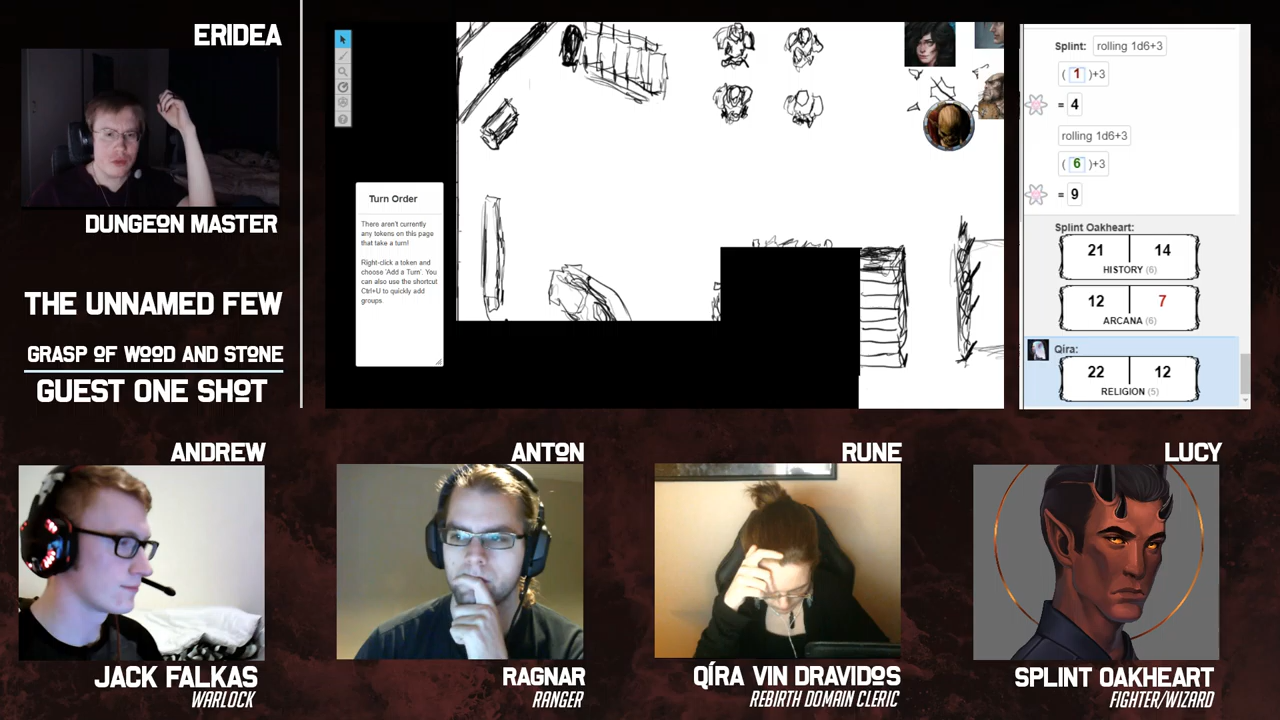 ERIDEA
DUNGEON MASTER
THE UNNAMED FEW
GRASP OF WOOD AND STONE
GUEST ONE SHOT
Turn Order
There aren't currently
any tokens on this page
that take a turn!
Right-click a token and
choose 'Add a Turn'. You
can also use the shortcut
Ctrl+U to quickly add
groups.
Splint: rolling 1d6+3
( 1 )+3
= 4
rolling 1d6+3
( 6 )+3
= 9
Splint Oakheart:
21 14
HISTORY (6)
12 7
ARCANA (6)
Qíra:
22 12
RELIGION (5)
ANDREW
JACK FALKAS
WARLOCK
ANTON
RAGNAR
RANGER
RUNE
QÍRA VIN DRAVIDOS
REBIRTH DOMAIN CLERIC
LUCY
SPLINT OAKHEART
FIGHTER/WIZARD